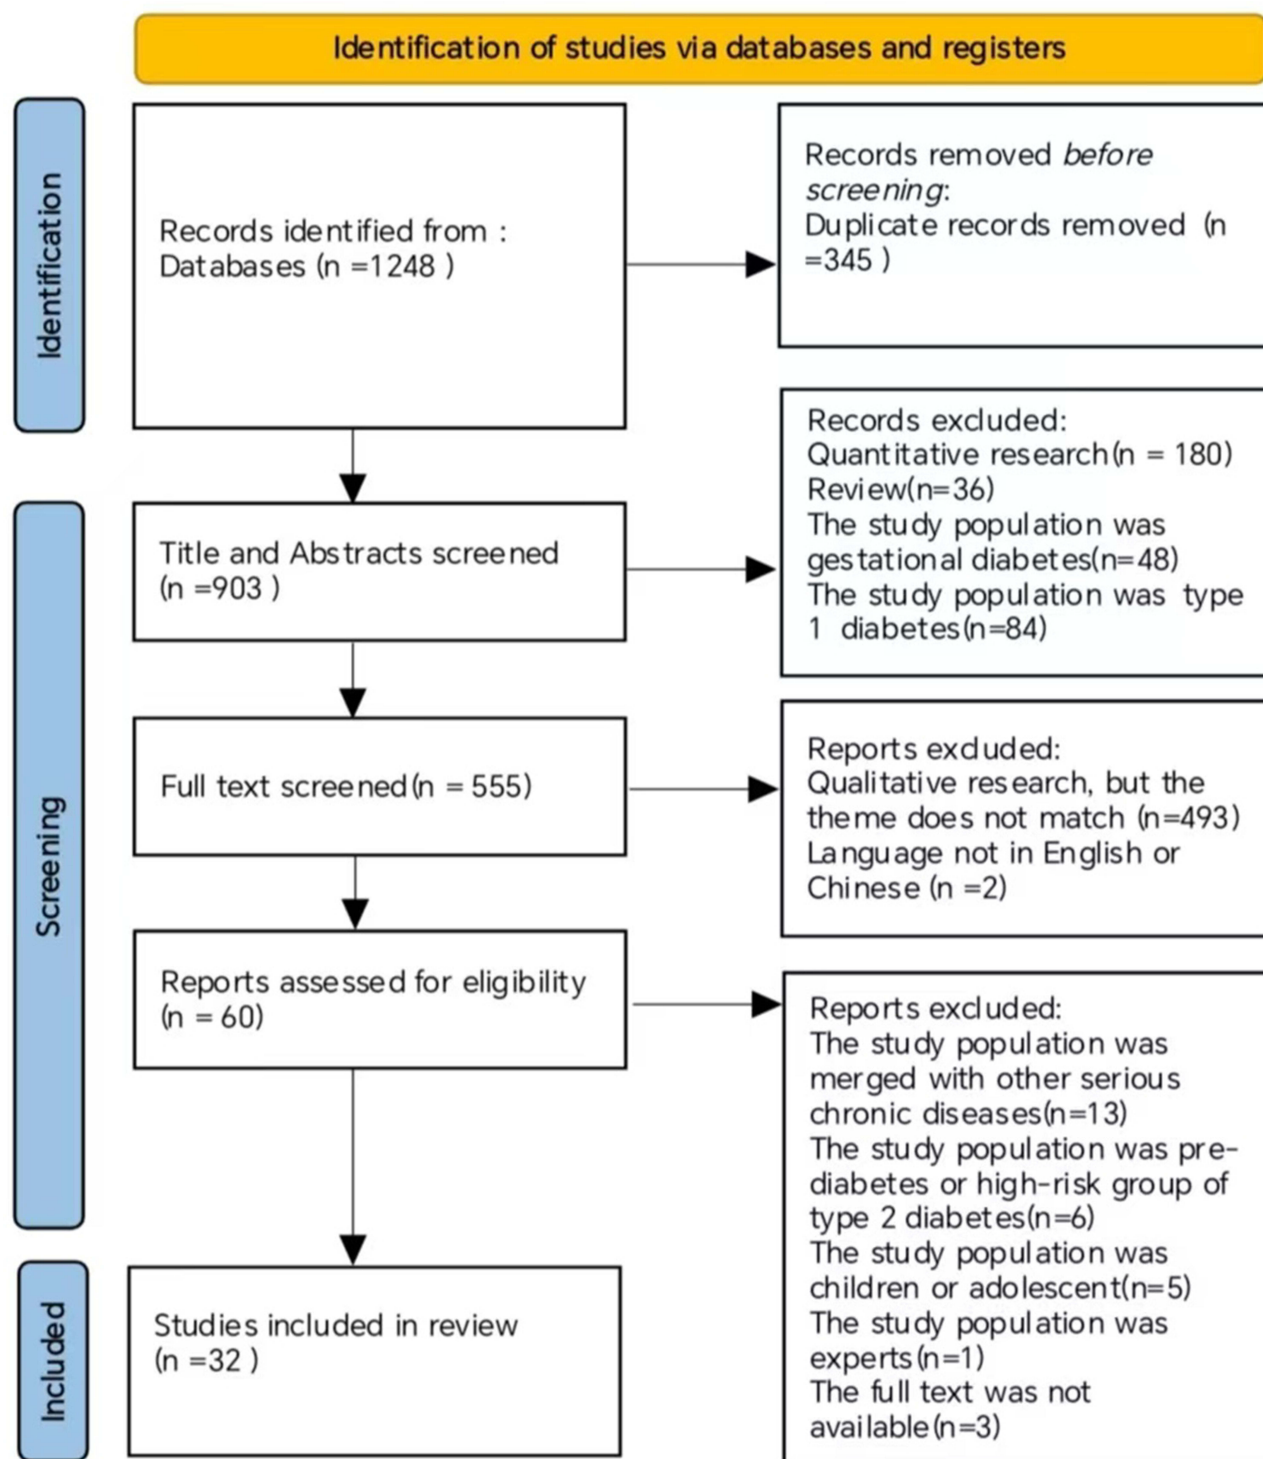 Identification of studies via databases and registers
Identification
Records identified from :
Databases (n =1248 )
Records removed before
screening:
Duplicate records removed (n
=345 )
Screening
Title and Abstracts screened
(n =903 )
Records excluded:
Quantitative research(n = 180)
Review(n=36)
The study population was
gestational diabetes(n=48)
The study population was type
1 diabetes(n=84)
Full text screened(n = 555)
Reports excluded:
Qualitative research, but the
theme does not match (n=493)
Language not in English or
Chinese (n =2)
Reports assessed for eligibility
(n = 60)
Reports excluded:
The study population was
merged with other serious
chronic diseases(n=13)
The study population was pre-
diabetes or high-risk group of
type 2 diabetes(n=6)
The study population was
children or adolescent(n=5)
The study population was
experts(n=1)
The full text was not
available(n=3)
Included
Studies included in review
(n =32 )